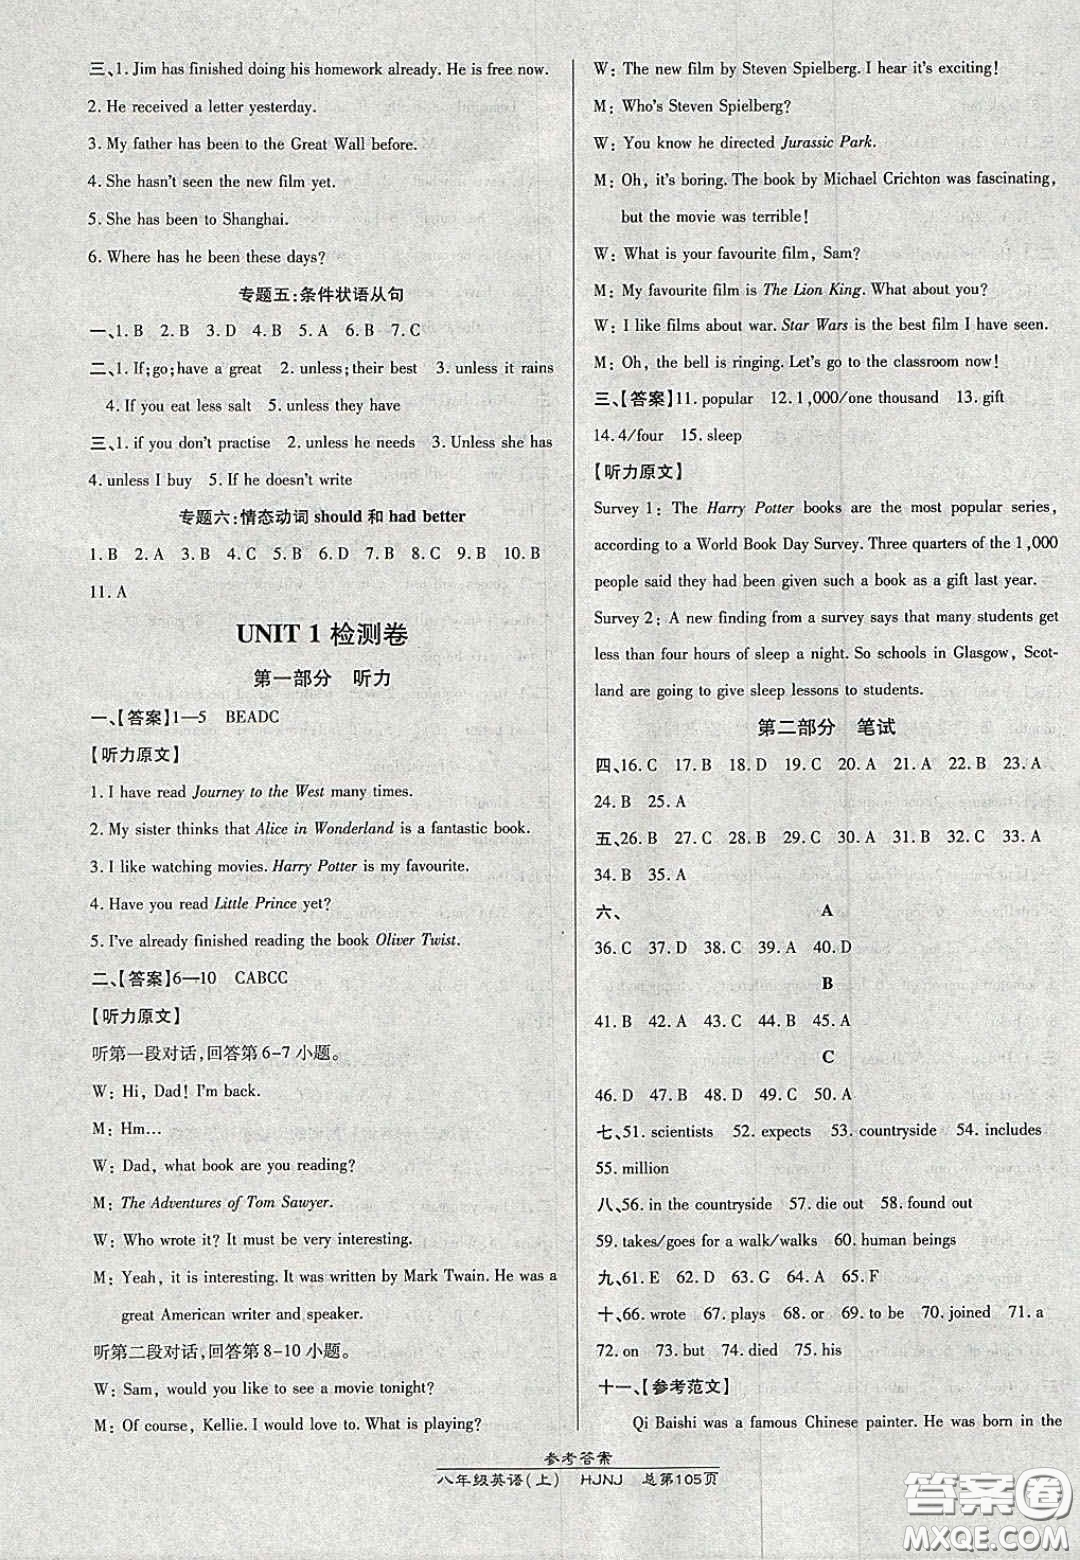 三、1. Jim has finished doing his homework already. He is free now.
2. He received a letter yesterday.
3. My father has been to the Great Wall before.
4. She hasn't seen the new film yet.
5. She has been to Shanghai.
6. Where has he been these days?
专题五:条件状语从句
一、1. B 2. B 3. D 4. B 5. A 6. B 7. C
二、1. If;go;have a great 2. unless;their best 3. unless it rains
4. If you eat less salt 5. unless they have
三、1. if you don't practise 2. unless he needs 3. Unless she has
4. unless I buy 5. If he doesn't write
专题六:情态动词 should 和 had better
1. B 2. A 3. B 4. C 5. B 6. B 7. A 8. C 9. B 10. B
11. A
UNIT 1 检测卷
第一部分 听力
一、【答案】1—5 BEADC
【听力原文】
1. I have read Journey to the West many times.
2. My sister thinks that Alice in Wonderland is a fantastic book.
3. I like watching movies. Harry Potter is my favourite.
4. Have you read Little Prince yet?
5. I've already finished reading the book Oliver Twist.
二、【答案】6—10 CABCC
【听力原文】
听第一段对话,回答第 6-7 小题。
W: Hi, Dad! I'm back.
M: Hm...
W: Dad, what book are you reading?
M: The Adventures of Tom Sawyer.
W: Who wrote it? It must be very interesting.
M: Yeah, it is interesting. It was written by Mark Twain. He was a
great American writer and speaker.
听第二段对话,回答第 8-10 小题。
W: Sam, would you like to see a movie tonight?
M: Of course, Kellie. I would love to. What is playing?
W: The new film by Steven Spielberg. I hear it's exciting!
M: Who's Steven Spielberg?
W: You know he directed Jurassic Park.
M: Oh, it's boring. The book by Michael Crichton was fascinating,
but the movie was terrible!
W: What is your favourite film, Sam?
M: My favourite film is The Lion King. What about you?
W: I like films about war. Star Wars is the best film I have seen.
M: Oh, the bell is ringing. Let's go to the classroom now!
三、【答案】11. popular 12. 1,000/one thousand 13. gift
14. 4/four 15. sleep
【听力原文】
Survey 1: The Harry Potter books are the most popular series,
according to a World Book Day Survey. Three quarters of the 1,000
people said they had been given such a book as a gift last year.
Survey 2: A new finding from a survey says that many students get
less than four hours of sleep a night. So schools in Glasgow, Scot-
land are going to give sleep lessons to students.
第二部分 笔试
四、16. C 17. B 18. D 19. C 20. A 21. A 22. B 23. A
24. B 25. A
五、26. B 27. C 28. B 29. C 30. A 31. B 32. C 33. A
34. B 35. A
六、 A
36. C 37. D 38. C 39. A 40. D
B
41. B 42. A 43. C 44. B 45. A
C
46. D 47. B 48. D 49. C 50. A
七、51. scientists 52. expects 53. countryside 54. includes
55. million
八、56. in the countryside 57. die out 58. found out
59. takes/goes for a walk/walks 60. human beings
九、61. E 62. D 63. C 64. A 65. F
十、66. wrote 67. plays 68. or 69. to be 70. joined 71. a
72. on 73. but 74. died 75. his
十一、【参考范文】
Qi Baishi was a famous Chinese painter. He was born in the
参考答案
八年级英语(上) HJNJ 总第105页
答案圈
MXQE.COM